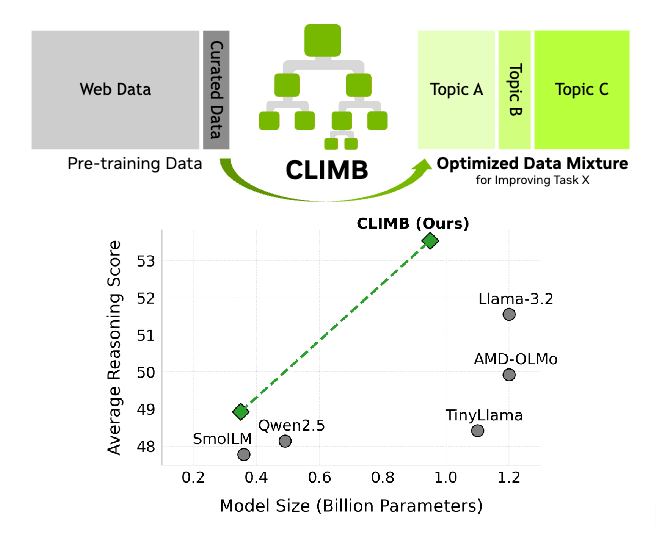 Web Data
Curated Data
Topic A
Topic B
Topic C
Pre-training Data
CLIMB
Optimized Data Mixture
for Improving Task X
CLIMB (Ours)
Average Reasoning Score
53
52
51
50
49
48
Llama-3.2
AMD-OLMo
TinyLlama
Qwen2.5
SmolLM
0.2
0.4
0.6
0.8
1.0
1.2
Model Size (Billion Parameters)